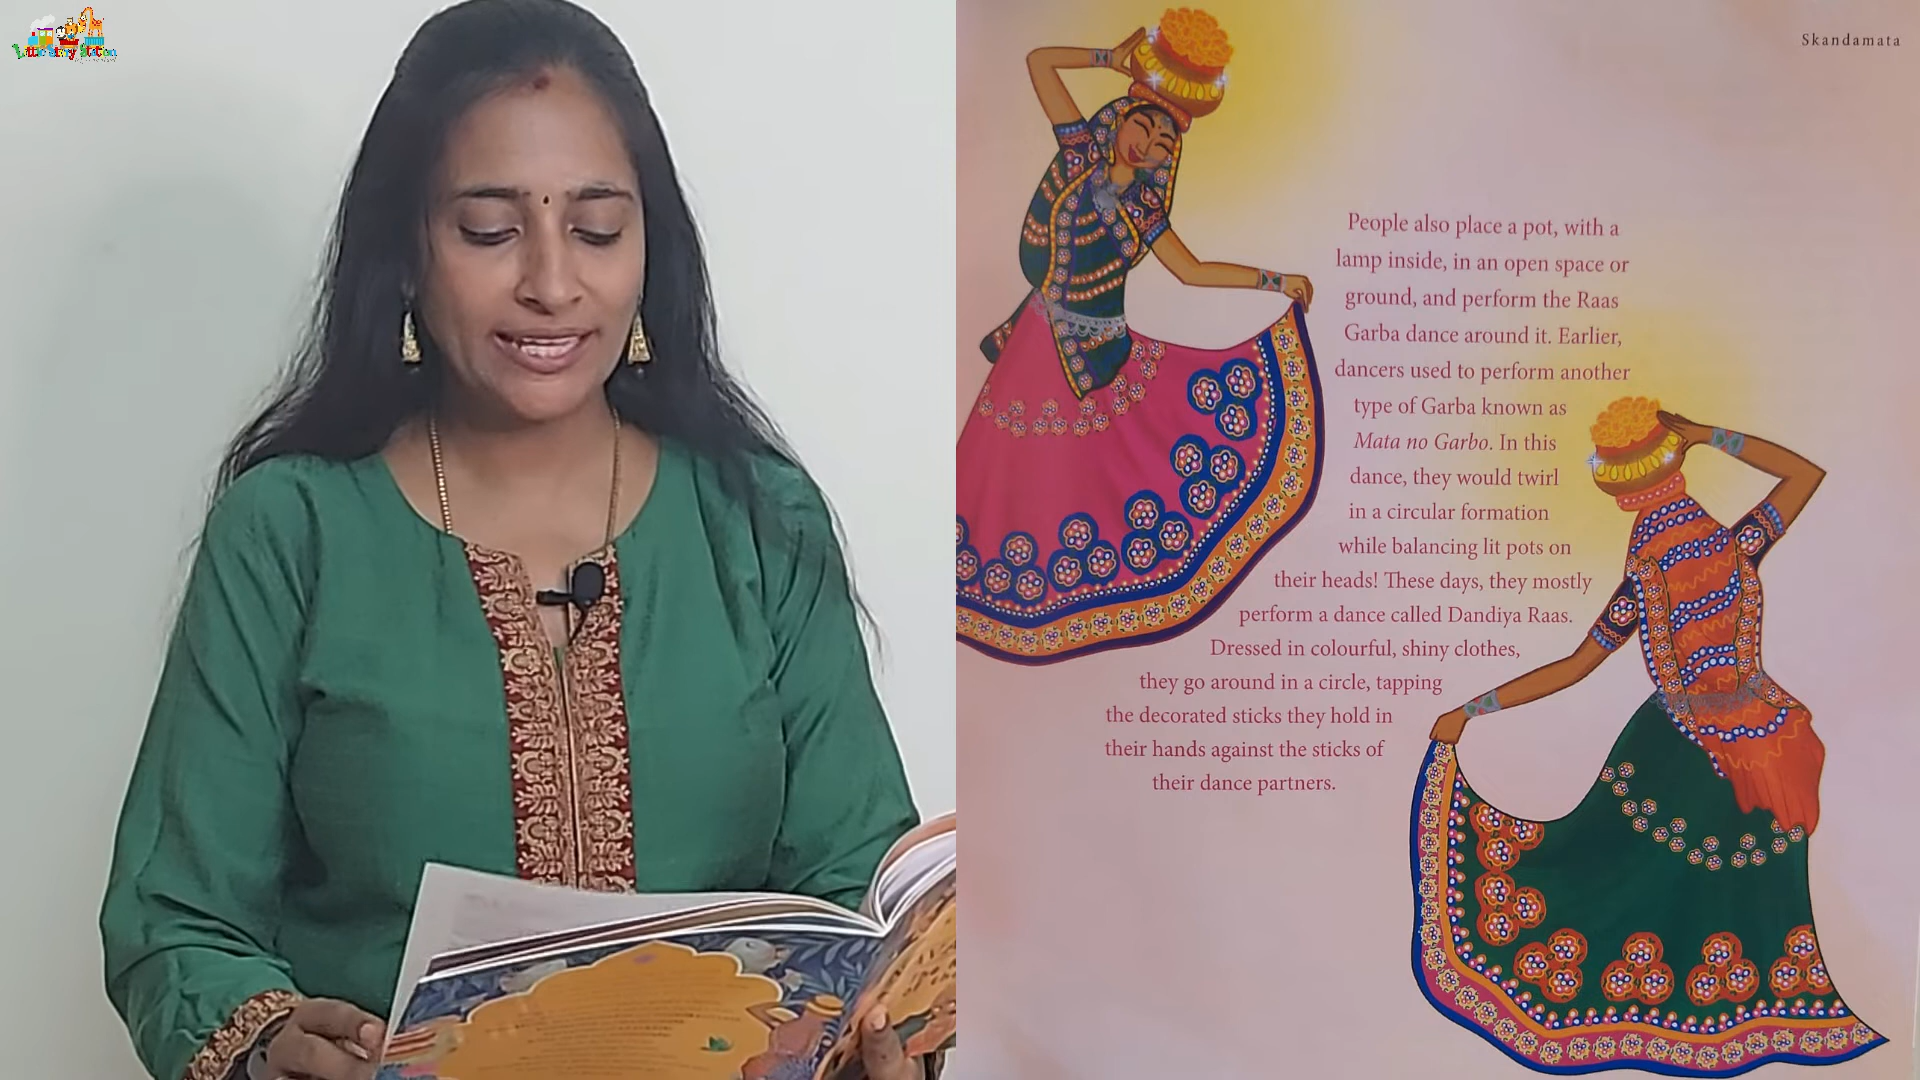 Little Story Station
Skandamata
People also place a pot, with a
lamp inside, in an open space or
ground, and perform the Raas
Garba dance around it. Earlier,
dancers used to perform another
type of Garba known as
Mata no Garbo. In this
dance, they would twirl
in a circular formation
while balancing lit pots on
their heads! These days, they mostly
perform a dance called Dandiya Raas.
Dressed in colourful, shiny clothes,
they go around in a circle, tapping
the decorated sticks they hold in
their hands against the sticks of
their dance partners.